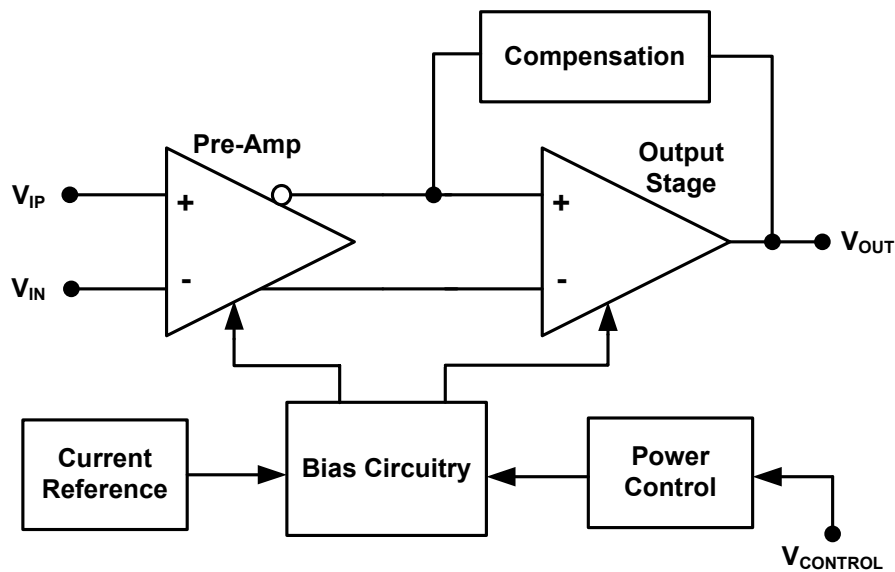 Compensation
Pre-Amp
Output
Stage
V_IP
+
+
V_OUT
V_IN
-
-
Current
Reference
Bias Circuitry
Power
Control
V_CONTROL